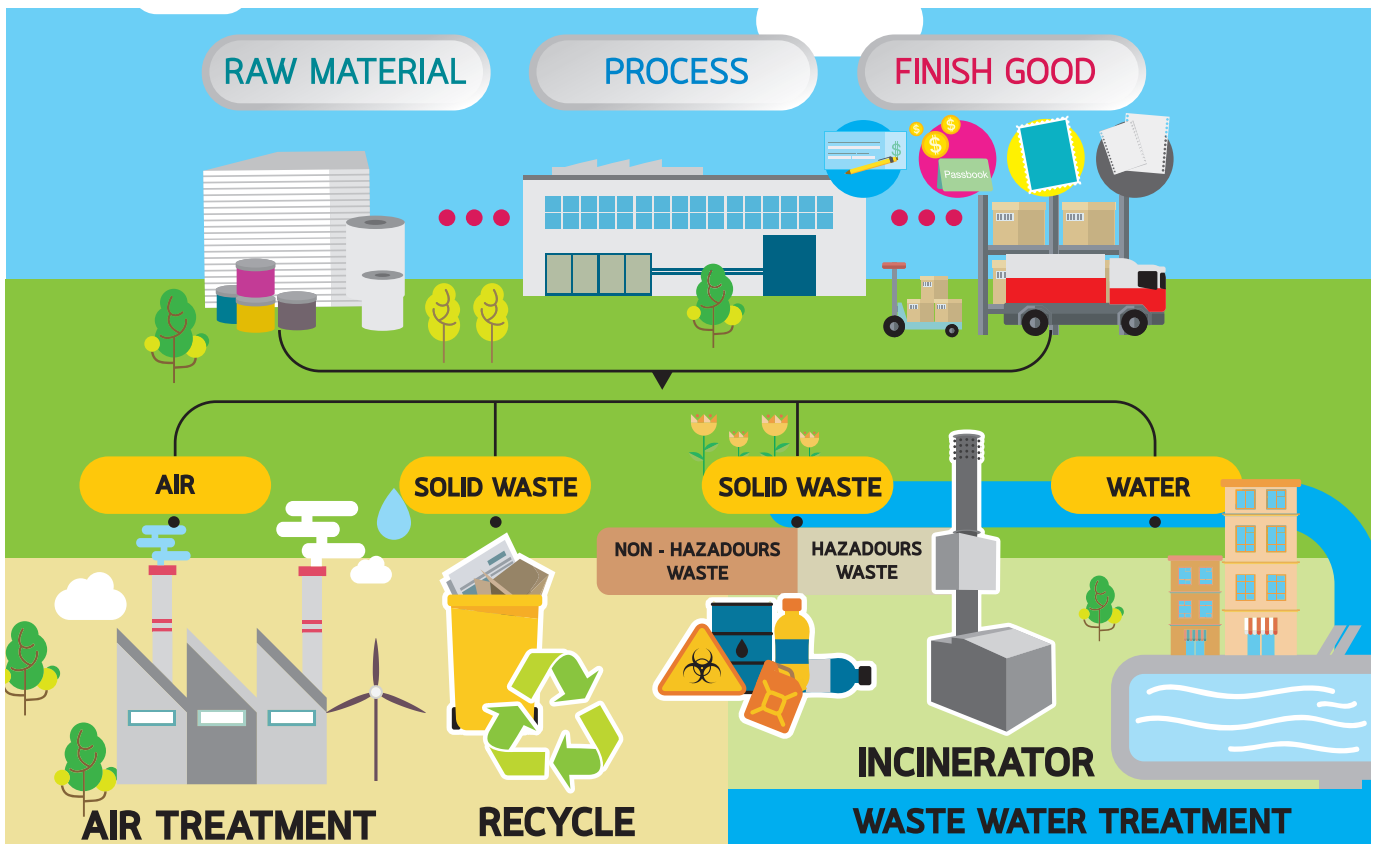 RAW MATERIAL
PROCESS
FINISH GOOD
$
$
$
$
Passbook
AIR
SOLID WASTE
SOLID WASTE
WATER
NON - HAZADOURS
WASTE
HAZADOURS
WASTE
INCINERATOR
AIR TREATMENT
RECYCLE
WASTE WATER TREATMENT